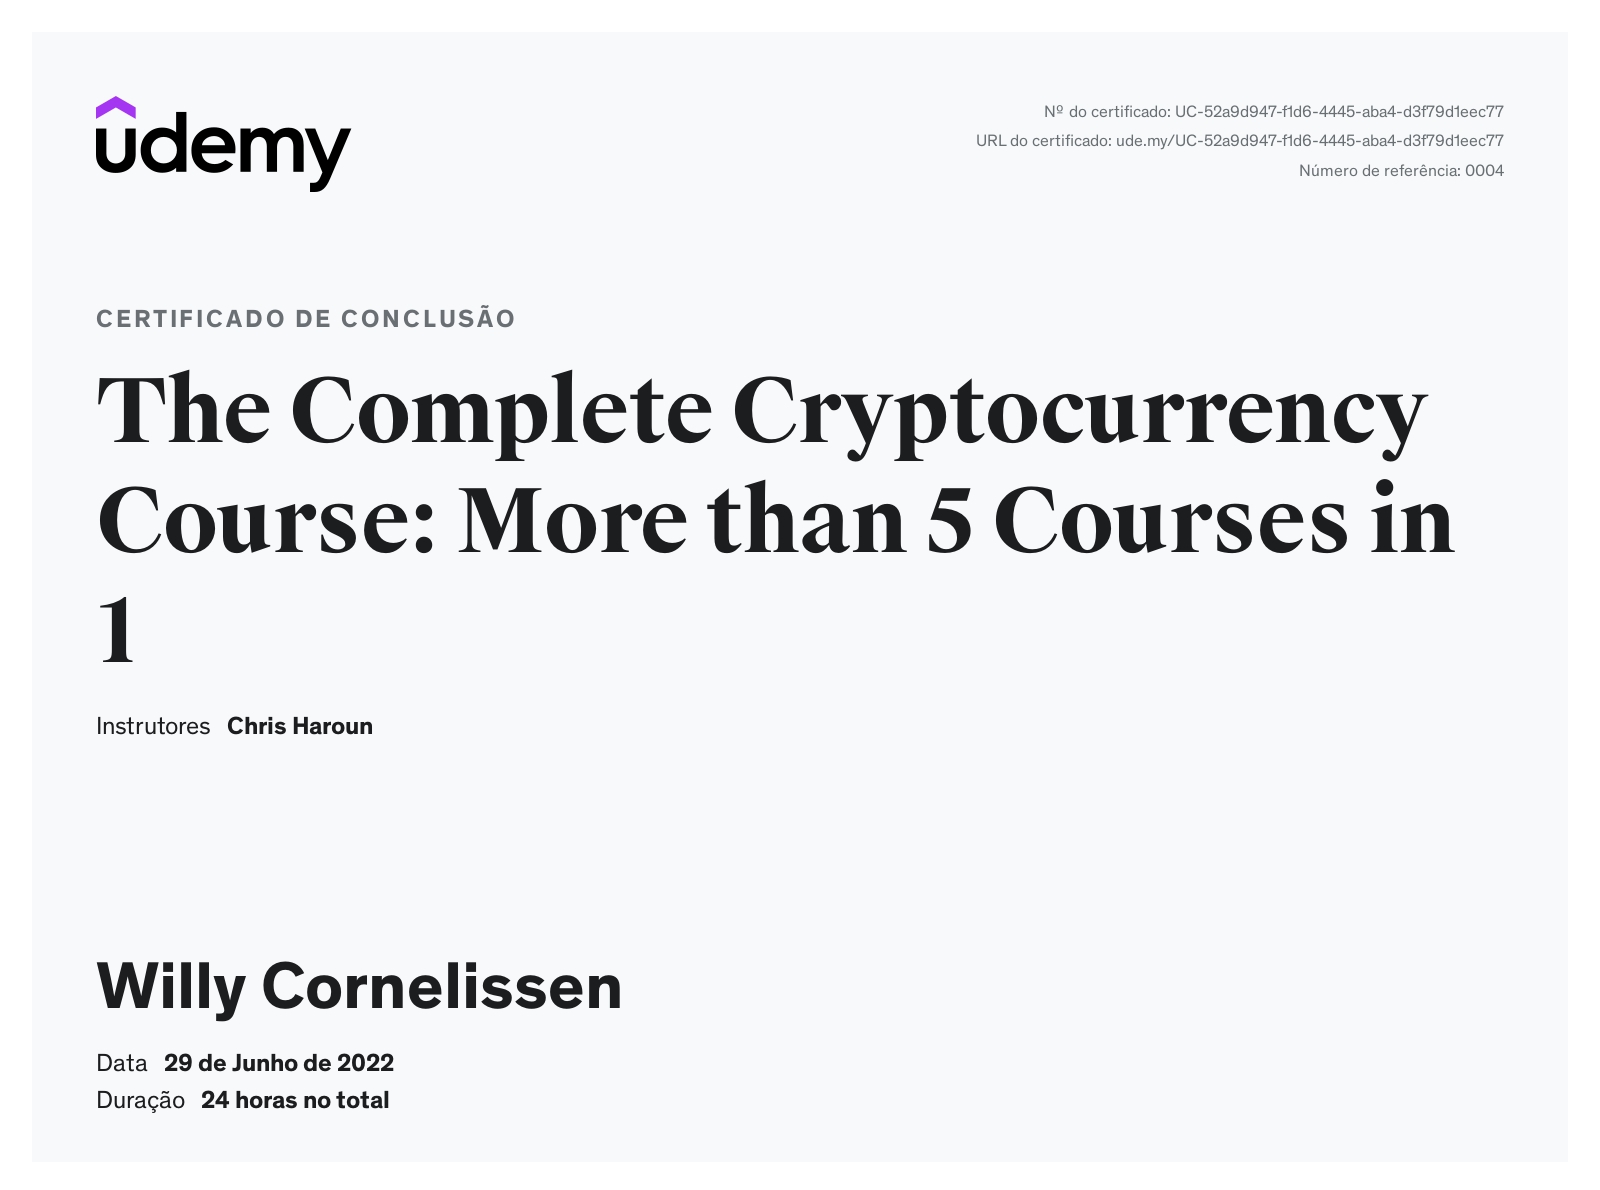 udemy
Nº do certificado: UC-52a9d947-f1d6-4445-aba4-d3f79d1eec77
URL do certificado: ude.my/UC-52a9d947-f1d6-4445-aba4-d3f79d1eec77
Número de referência: 0004
CERTIFICADO DE CONCLUSÃO
The Complete Cryptocurrency
Course: More than 5 Courses in
1
Instrutores Chris Haroun
Willy Cornelissen
Data 29 de Junho de 2022
Duração 24 horas no total